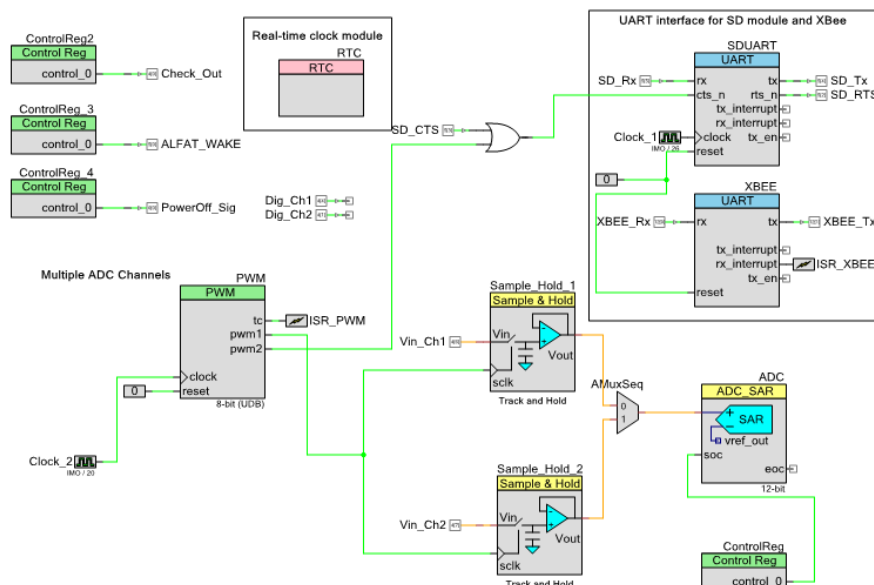 ControlReg2
Control Reg
control_0
Check_Out
ControlReg_3
Control Reg
control_0
ALFAT_WAKE
ControlReg_4
Control Reg
control_0
PowerOff_Sig
Real-time clock module
RTC
RTC
SD_CTS
Dig_Ch1
Dig_Ch2
UART interface for SD module and XBee
SDUART
UART
SD_Rx
rx
tx
SD_Tx
cts_n
rts_n
SD_RTS
tx_interrupt
rx_interrupt
Clock_1
clock
tx_en
IMO / 26
reset
0
XBEE
UART
XBEE_Rx
rx
tx
XBEE_Tx
tx_interrupt
rx_interrupt
ISR_XBEE
tx_en
reset
Multiple ADC Channels
PWM
PWM
tc
ISR_PWM
pwm1
pwm2
clock
0
reset
8-bit (UDB)
Clock_2
IMO / 20
Sample_Hold_1
Sample & Hold
Vin_Ch1
Vin
Vout
sclk
Track and Hold
AMuxSeq
0
1
Sample_Hold_2
Sample & Hold
Vin_Ch2
Vin
Vout
sclk
Track and Hold
ADC
ADC_SAR
SAR
vref_out
soc
eoc
12-bit
ControlReg
Control Reg
control_0